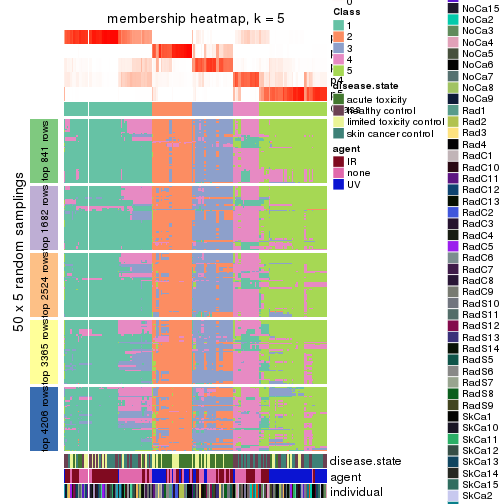 membership heatmap, k = 5
50 x 5 random samplings
top 841 rows
top 1682 rows
top 2524 rows
top 3365 rows
top 4206 rows
p4
disease.state
agent
individual
0
Class
1
2
3
4
5
disease.state
acute toxicity
healthy control
limited toxicity
skin cancer control
agent
IR
none
UV
NoCa15
NoCa2
NoCa3
NoCa4
NoCa5
NoCa6
NoCa7
NoCa8
NoCa9
Rad1
Rad2
Rad3
Rad4
RadC1
RadC10
RadC11
RadC12
RadC13
RadC2
RadC3
RadC4
RadC5
RadC6
RadC7
RadC8
RadC9
RadS10
RadS11
RadS12
RadS13
RadS14
RadS5
RadS6
RadS7
RadS8
RadS9
SkCa1
SkCa10
SkCa11
SkCa12
SkCa13
SkCa14
SkCa15